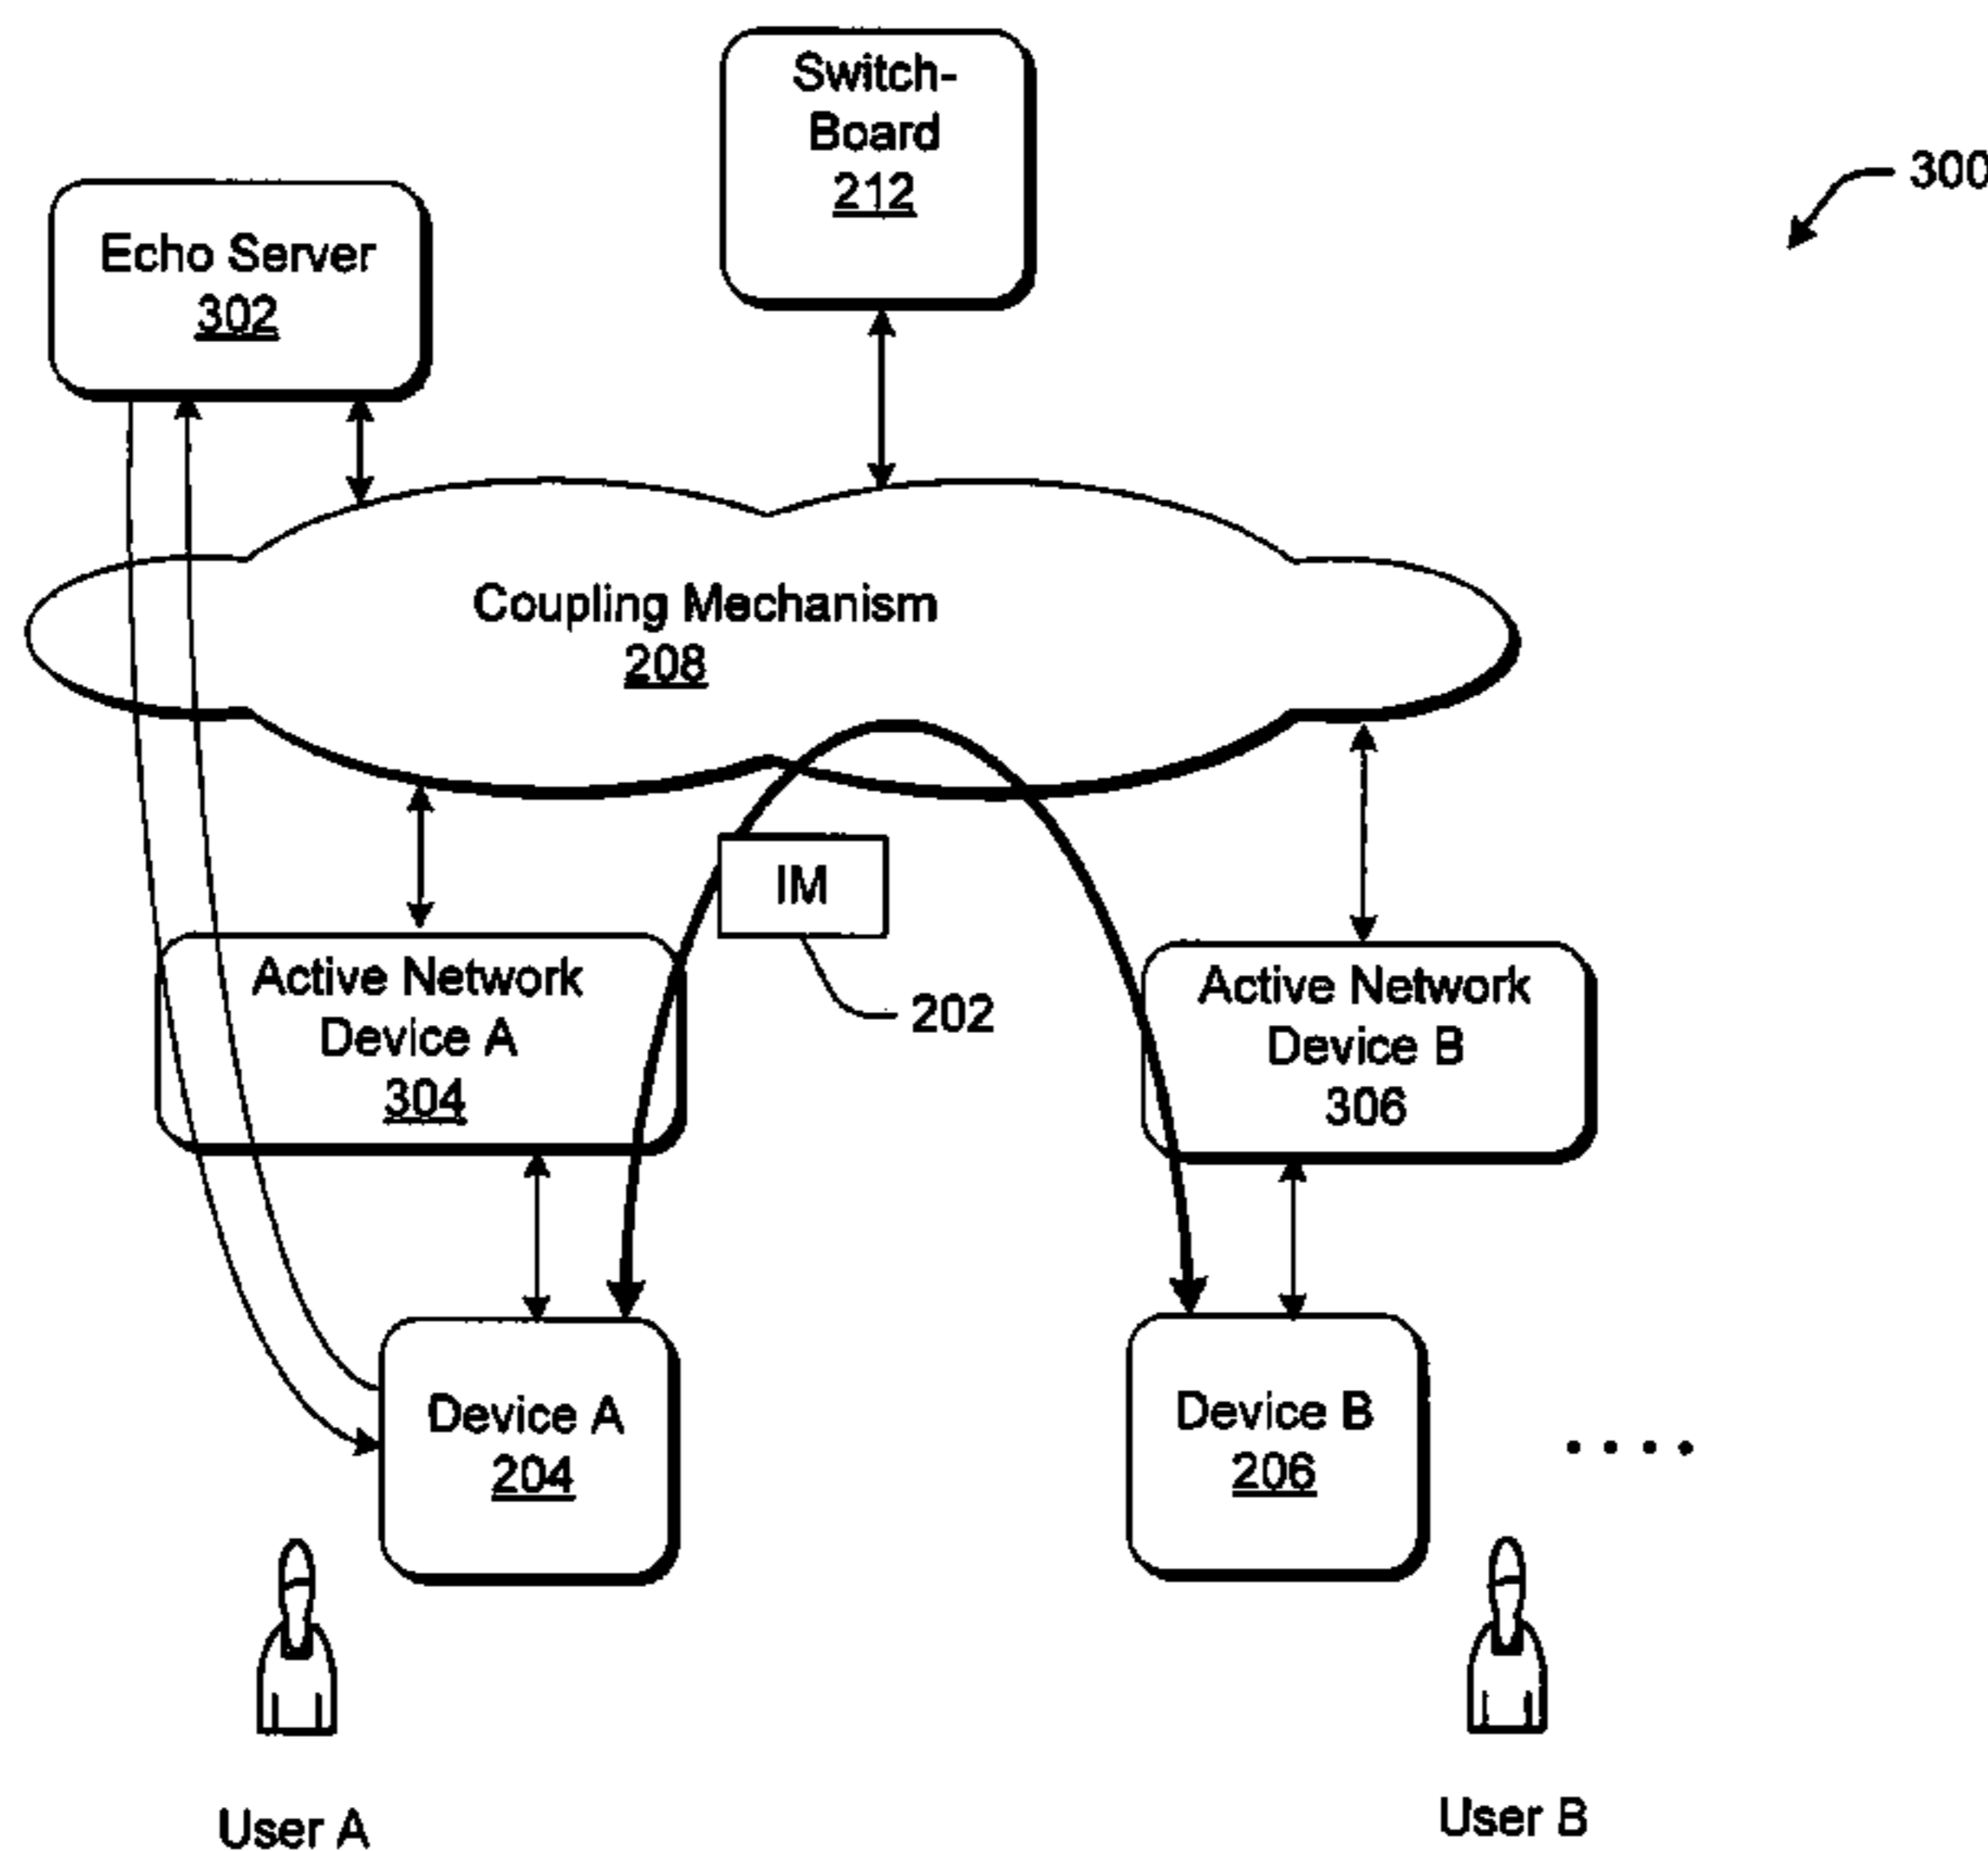 Switch-
Board
212
300
Echo Server
302
Coupling Mechanism
208
IM
202
Active Network
Device A
304
Active Network
Device B
306
Device A
204
Device B
206
User A
User B